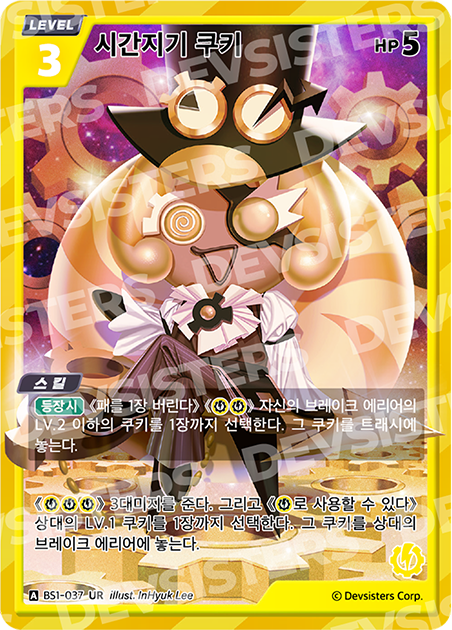 LEVEL
3
시간지기 쿠키
HP 5
스킬
등장시 《패를 1장 버린다》 《》 자신의 브레이크 에리어의
LV.2 이하의 쿠키를 1장까지 선택한다. 그 쿠키를 트래시에
놓는다.
《》 3대미지를 준다. 그리고 《로 사용할 수 있다》
상대의 LV.1 쿠키를 1장까지 선택한다. 그 쿠키를 상대의
브레이크 에리어에 놓는다.
A BS1-037 UR illust. InHyuk Lee
© Devsisters Corp.
DEVSISTERS